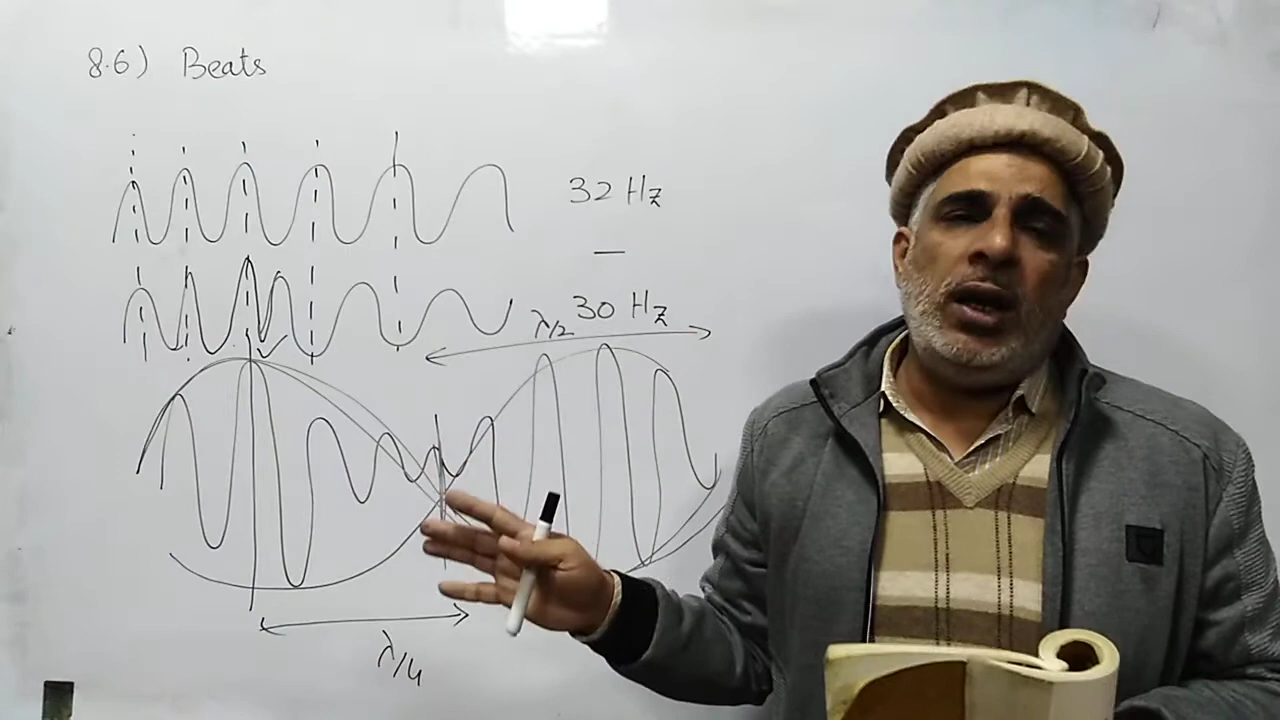 8.6) Beats
32 Hz
—
30 Hz
λ/2
λ/4